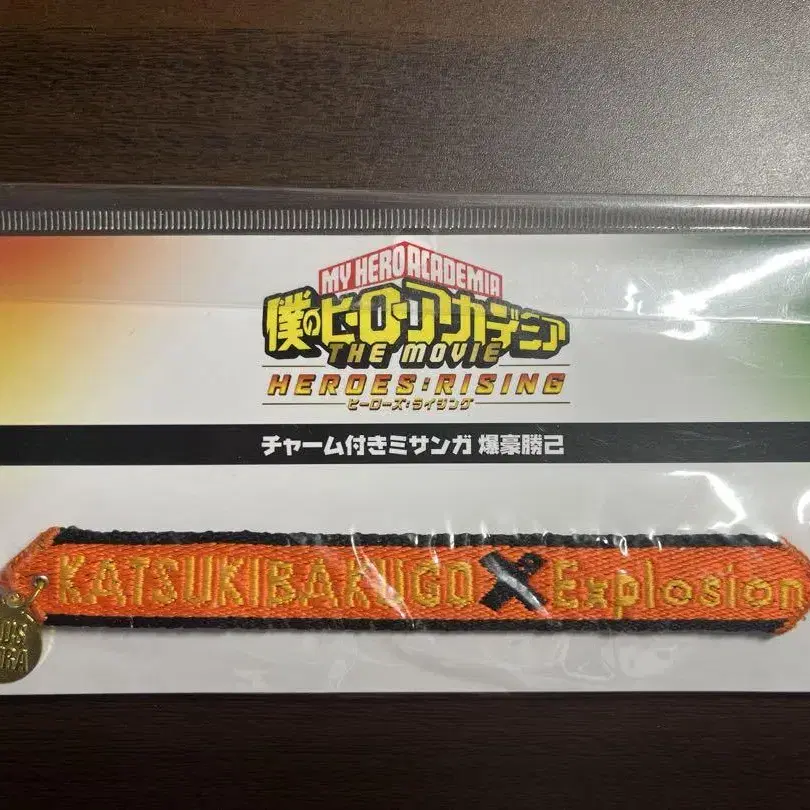 MY HERO ACADEMIA
僕のヒーローアカデミア
THE MOVIE
HEROES:RISING
ヒーローズ:ライジング
チャーム付きミサンガ 爆豪勝己
KATSUKIBAKUGO Explosion